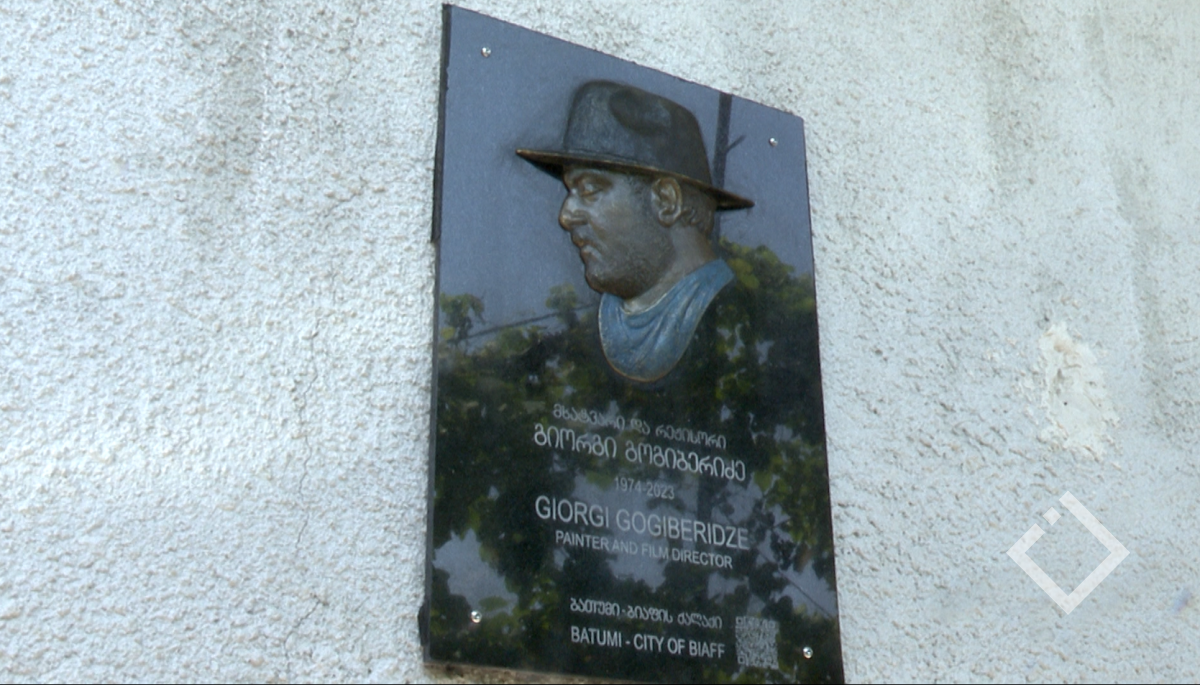 მხატვარი და რეჟისორი
გიორგი გოგიბერიძე
1974-2023
GIORGI GOGIBERIDZE
PAINTER AND FILM DIRECTOR
ბათუმი - ბიაფის ქალაქი
BATUMI - CITY OF BIAFF